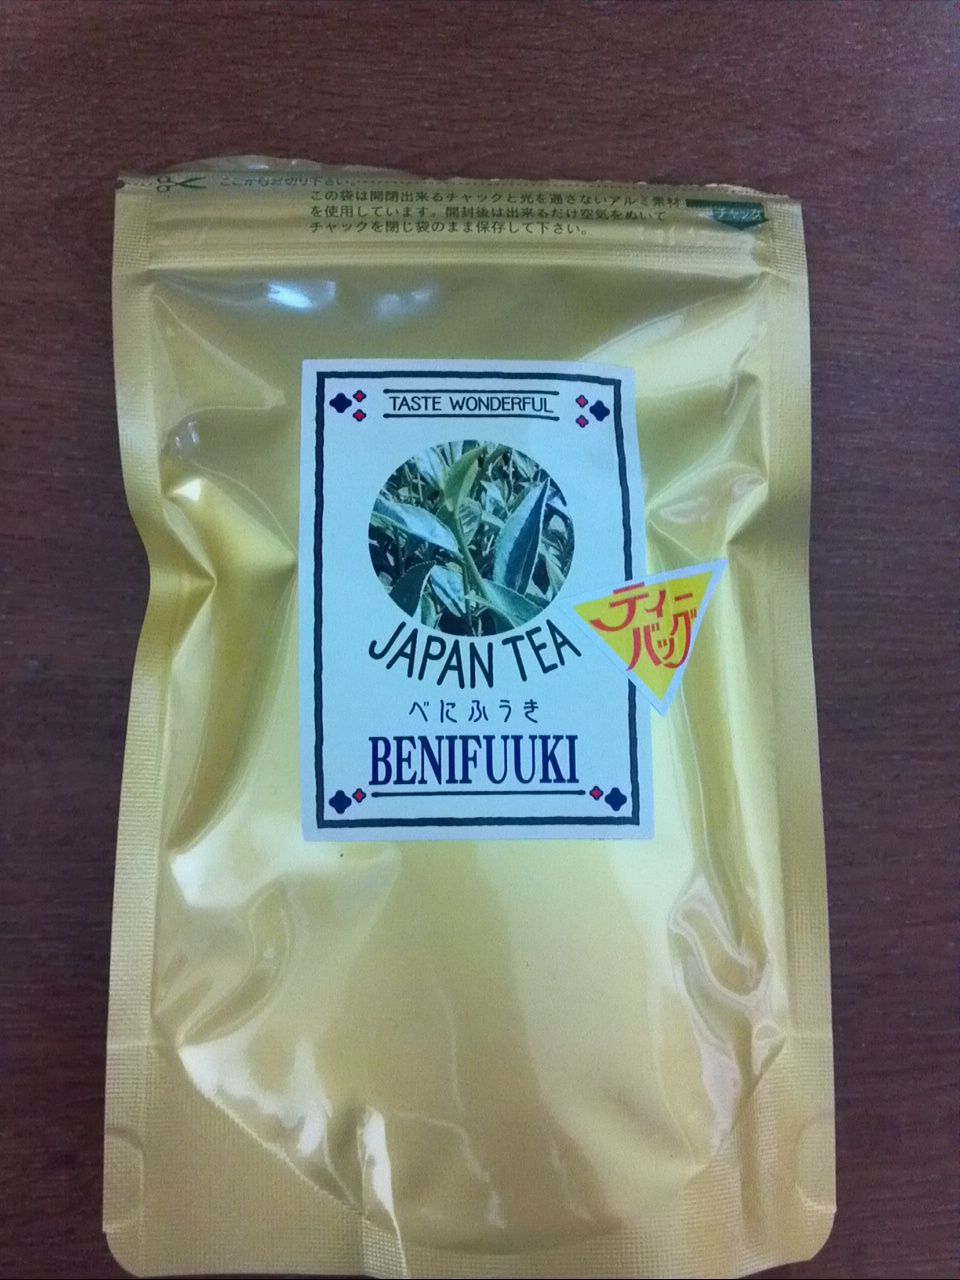 ここからお切り下さい。
この袋は開閉出来るチャックと光を通さないアルミ素材
を使用しています。開封後は出来るだけ空気をぬいて
チャックを閉じ袋のまま保存して下さい。
チャック
TASTE WONDERFUL
JAPAN TEA
ティー
バッグ
べにふうき
BENIFUUKI